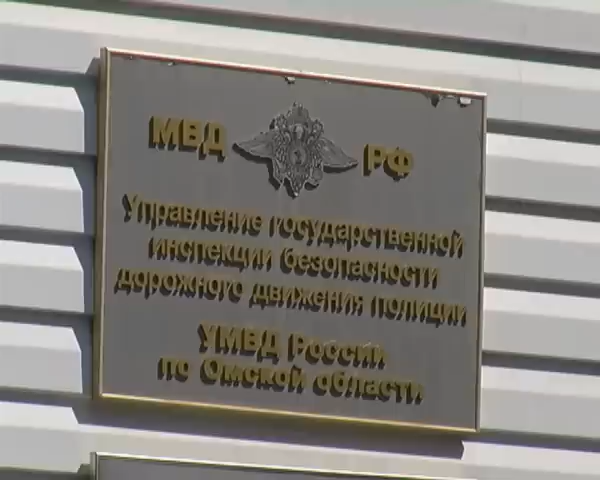 МВД РФ
Управление государственной
инспекции безопасности
дорожного движения полиции
УМВД России
по Омской области